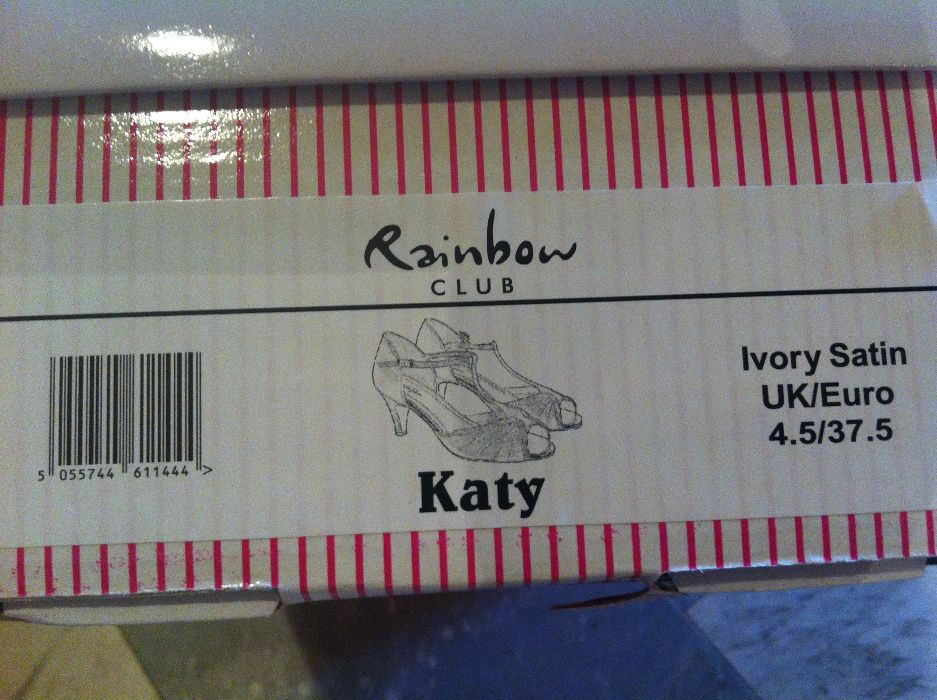 Rainbow
CLUB
Ivory Satin
UK/Euro
4.5/37.5
5 055744 611444 >
Katy